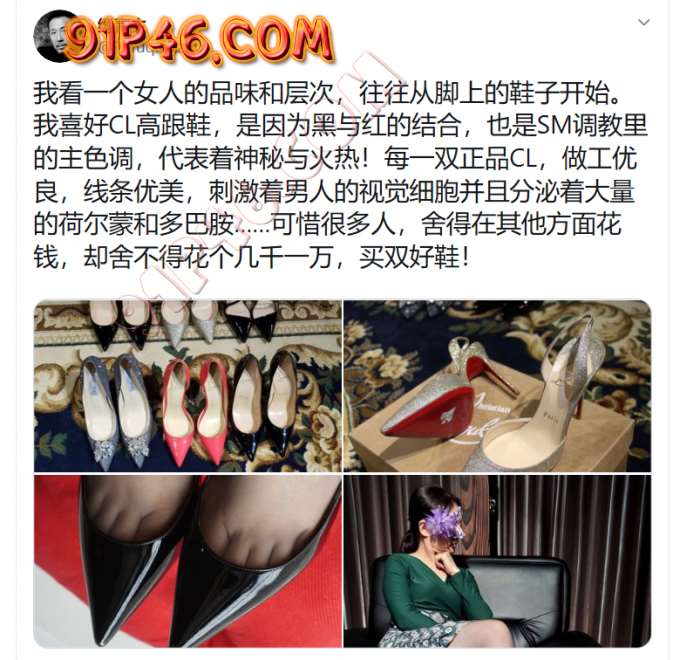 91P46.COM
我看一个女人的品味和层次，往往从脚上的鞋子开始。
我喜好CL高跟鞋，是因为黑与红的结合，也是SM调教里
的主色调，代表着神秘与火热！每一双正品CL，做工优
良，线条优美，刺激着男人的视觉细胞并且分泌着大量
的荷尔蒙和多巴胺……可惜很多人，舍得在其他方面花
钱，却舍不得花个几千一万，买双好鞋！
91P46.COM
Christian
PARIS